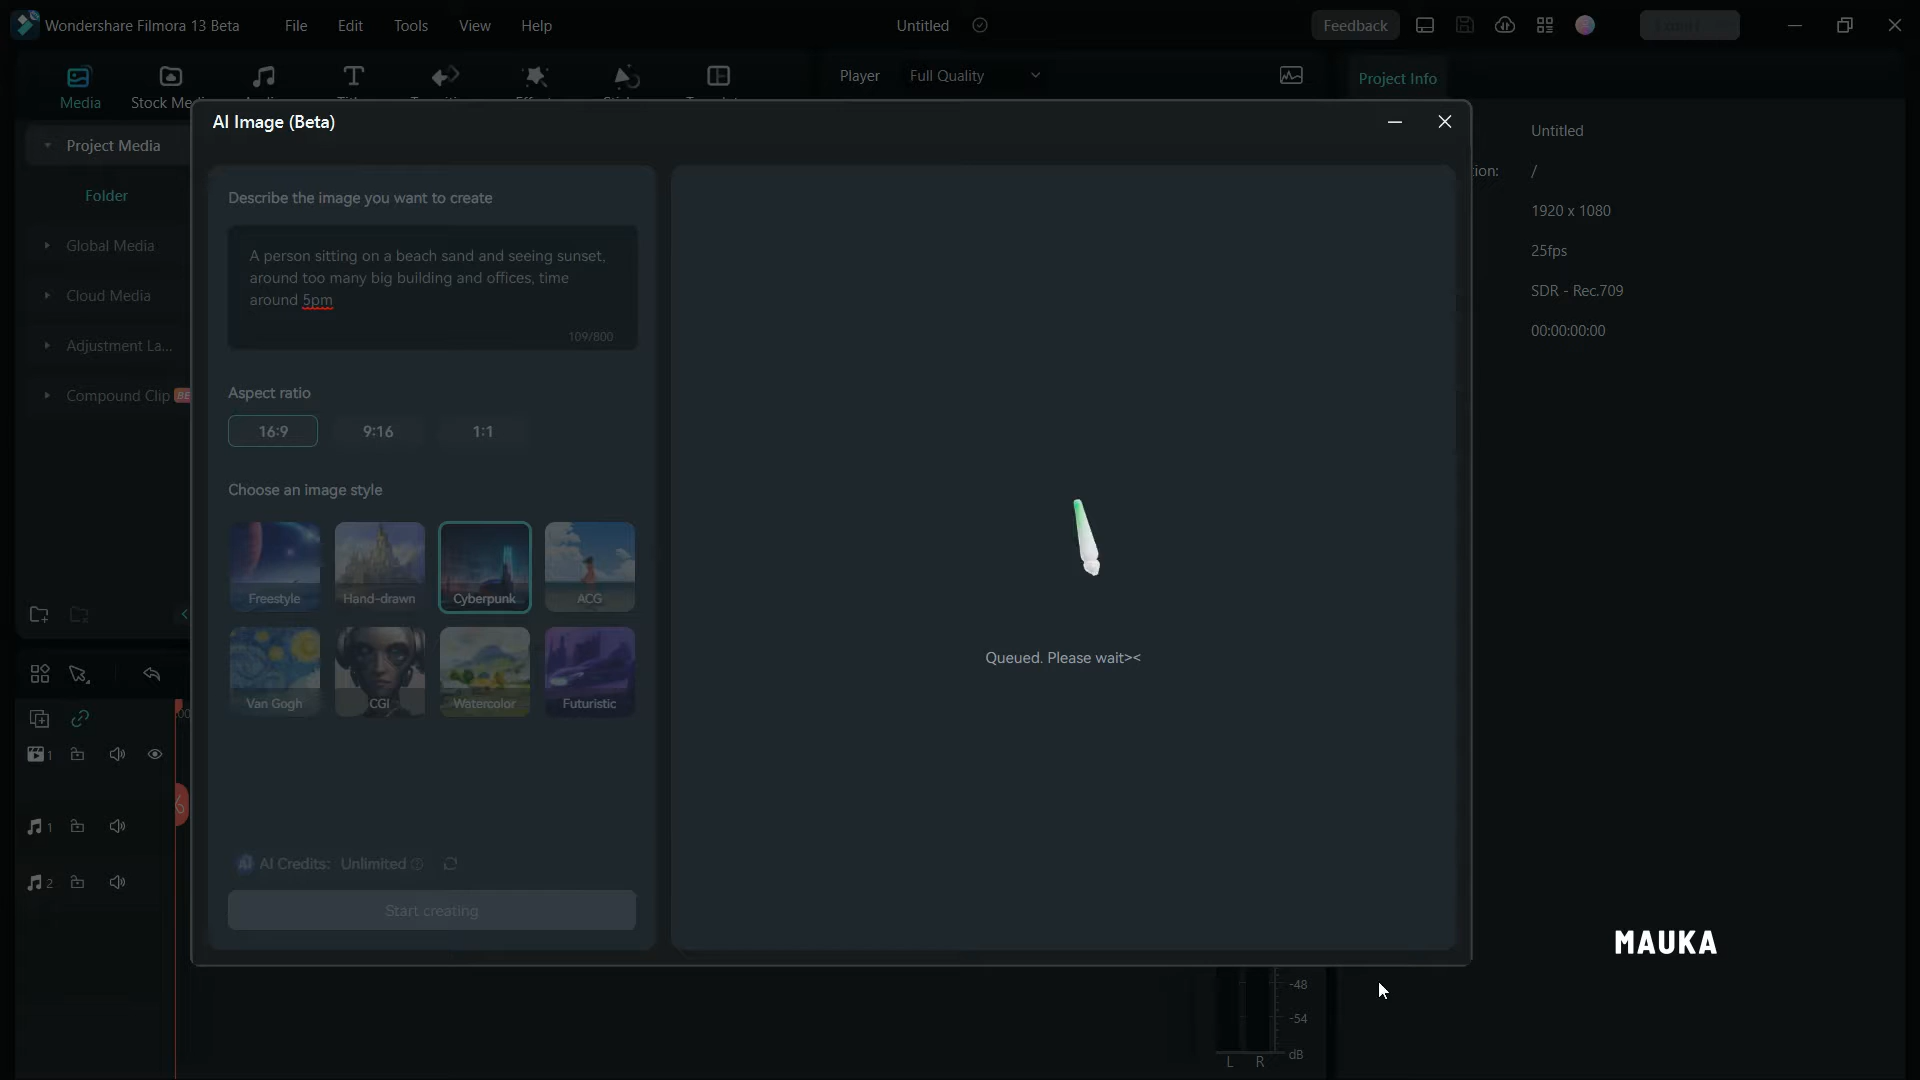 Wondershare Filmora 13 Beta
File
Edit
Tools
View
Help
Untitled
Feedback
Media
Stock
Player
Full Quality
Project Info
AI Image (Beta)
Project Media
Folder
Global Media
Cloud Media
Adjustment La...
Compound Clip
Describe the image you want to create
A person sitting on a beach sand and seeing sunset,
around too many big building and offices, time
around 5pm
109/800
Aspect ratio
16:9
9:16
1:1
Choose an image style
Freestyle
Hand-drawn
Cyberpunk
ACG
Van Gogh
CGI
Watercolor
Futuristic
AI AI Credits: Unlimited
Start creating
Queued. Please wait><
Untitled
/
1920 x 1080
25fps
SDR - Rec.709
00:00:00:00
1
1
2
-48
-54
dB
L R
MAUKA